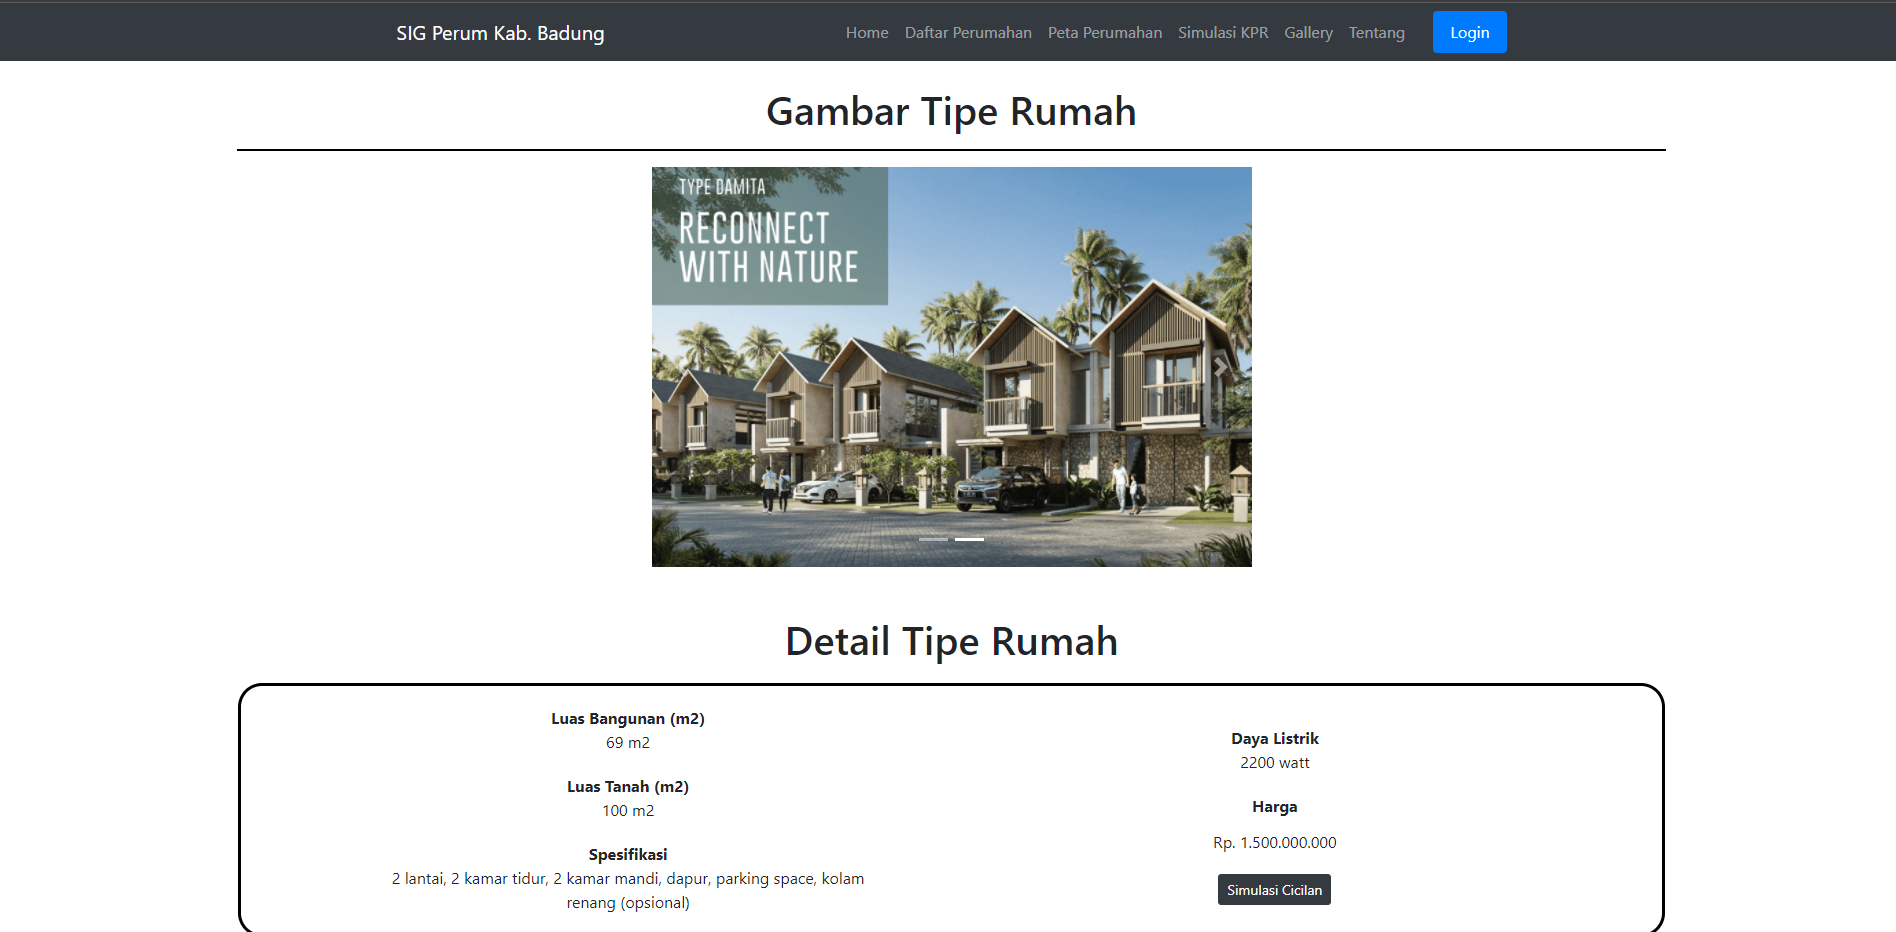 SIG Perum Kab. Badung
Home Daftar Perumahan Peta Perumahan Simulasi KPR Gallery Tentang Login
Gambar Tipe Rumah
TYPE DAMITA
RECONNECT
WITH NATURE
Detail Tipe Rumah
Luas Bangunan (m2)
69 m2
Luas Tanah (m2)
100 m2
Spesifikasi
2 lantai, 2 kamar tidur, 2 kamar mandi, dapur, parking space, kolam
renang (opsional)
Daya Listrik
2200 watt
Harga
Rp. 1.500.000.000
Simulasi Cicilan